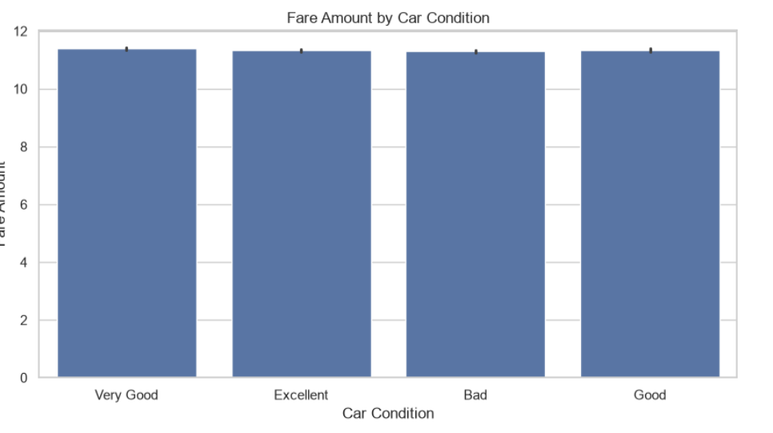 Fare Amount by Car Condition
12
10
8
6
4
2
0
Fare Amount
Very Good Excellent Bad Good
Car Condition